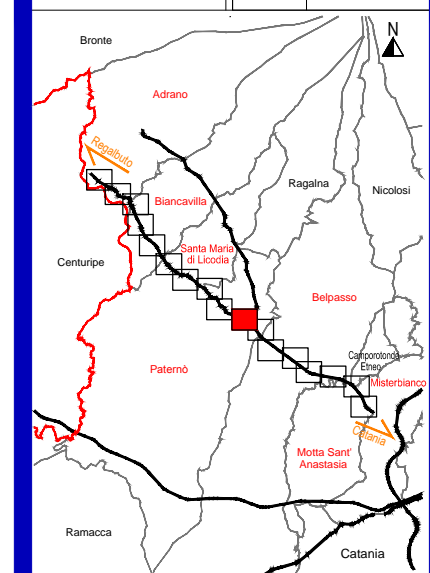 Bronte
N
Adrano
Regalbuto
Ragalna
Nicolosi
Biancavilla
Santa Maria
di Licodia
Centuripe
Belpasso
Camporotondo
Etneo
Paternò
Misterbianco
Catania
Motta Sant'
Anastasia
Ramacca
Catania